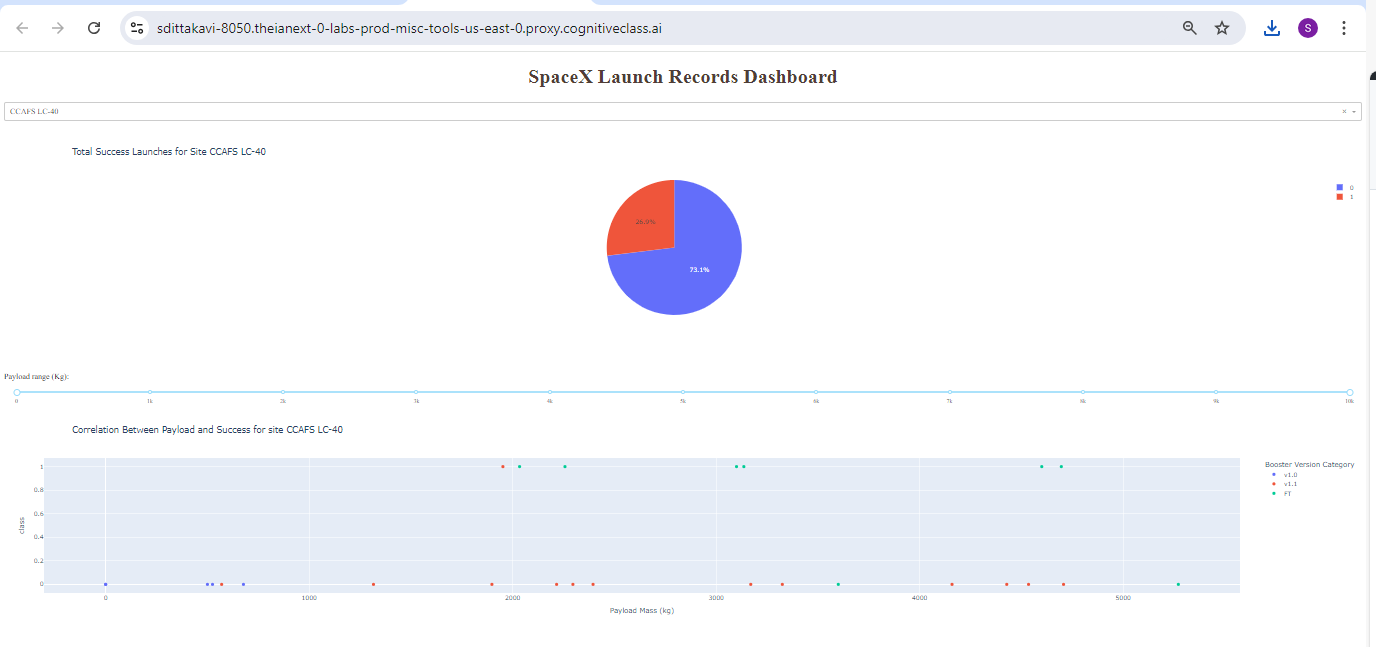 sdittakavi-8050.theianext-0-labs-prod-misc-tools-us-east-0.proxy.cognitiveclass.ai
S
SpaceX Launch Records Dashboard
CCAFS LC-40
Total Success Launches for Site CCAFS LC-40
0
1
26.9%
73.1%
Payload range (Kg):
0 1k 2k 3k 4k 5k 6k 7k 8k 9k 10k
Correlation Between Payload and Success for site CCAFS LC-40
Booster Version Category
v1.0
v1.1
FT
class
1
0.8
0.6
0.4
0.2
0
0 1000 2000 3000 4000 5000
Payload Mass (kg)